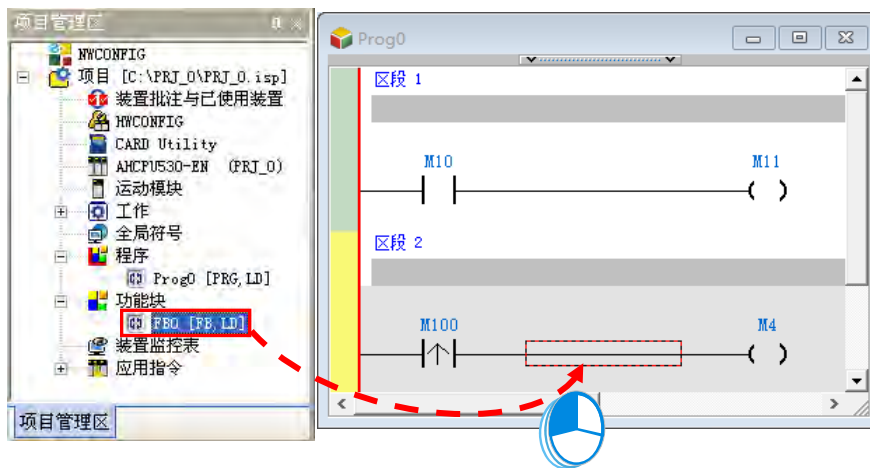 项目管理区
NWCONFIG
项目 [C:\PRJ_0\PRJ_0.isp]
装置批注与已使用装置
HWCONFIG
CARD Utility
AHCPU530-EN (PRJ_0)
运动模块
工作
全局符号
程序
Prog0 [PRG,LD]
功能块
FB0 [FB,LD]
装置监控表
应用指令
项目管理区
Prog0
区段 1
M10
M11
区段 2
M100
M4